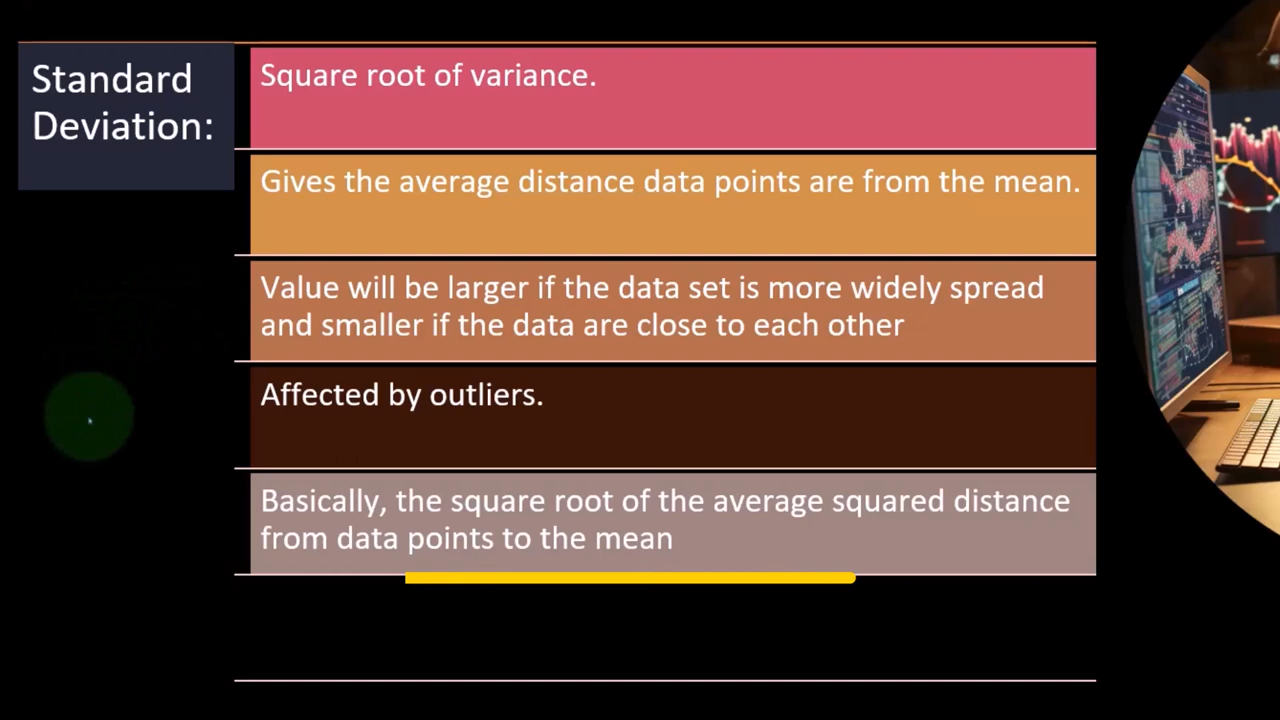 Standard
Deviation:
Square root of variance.
Gives the average distance data points are from the mean.
Value will be larger if the data set is more widely spread
and smaller if the data are close to each other
Affected by outliers.
Basically, the square root of the average squared distance
from data points to the mean